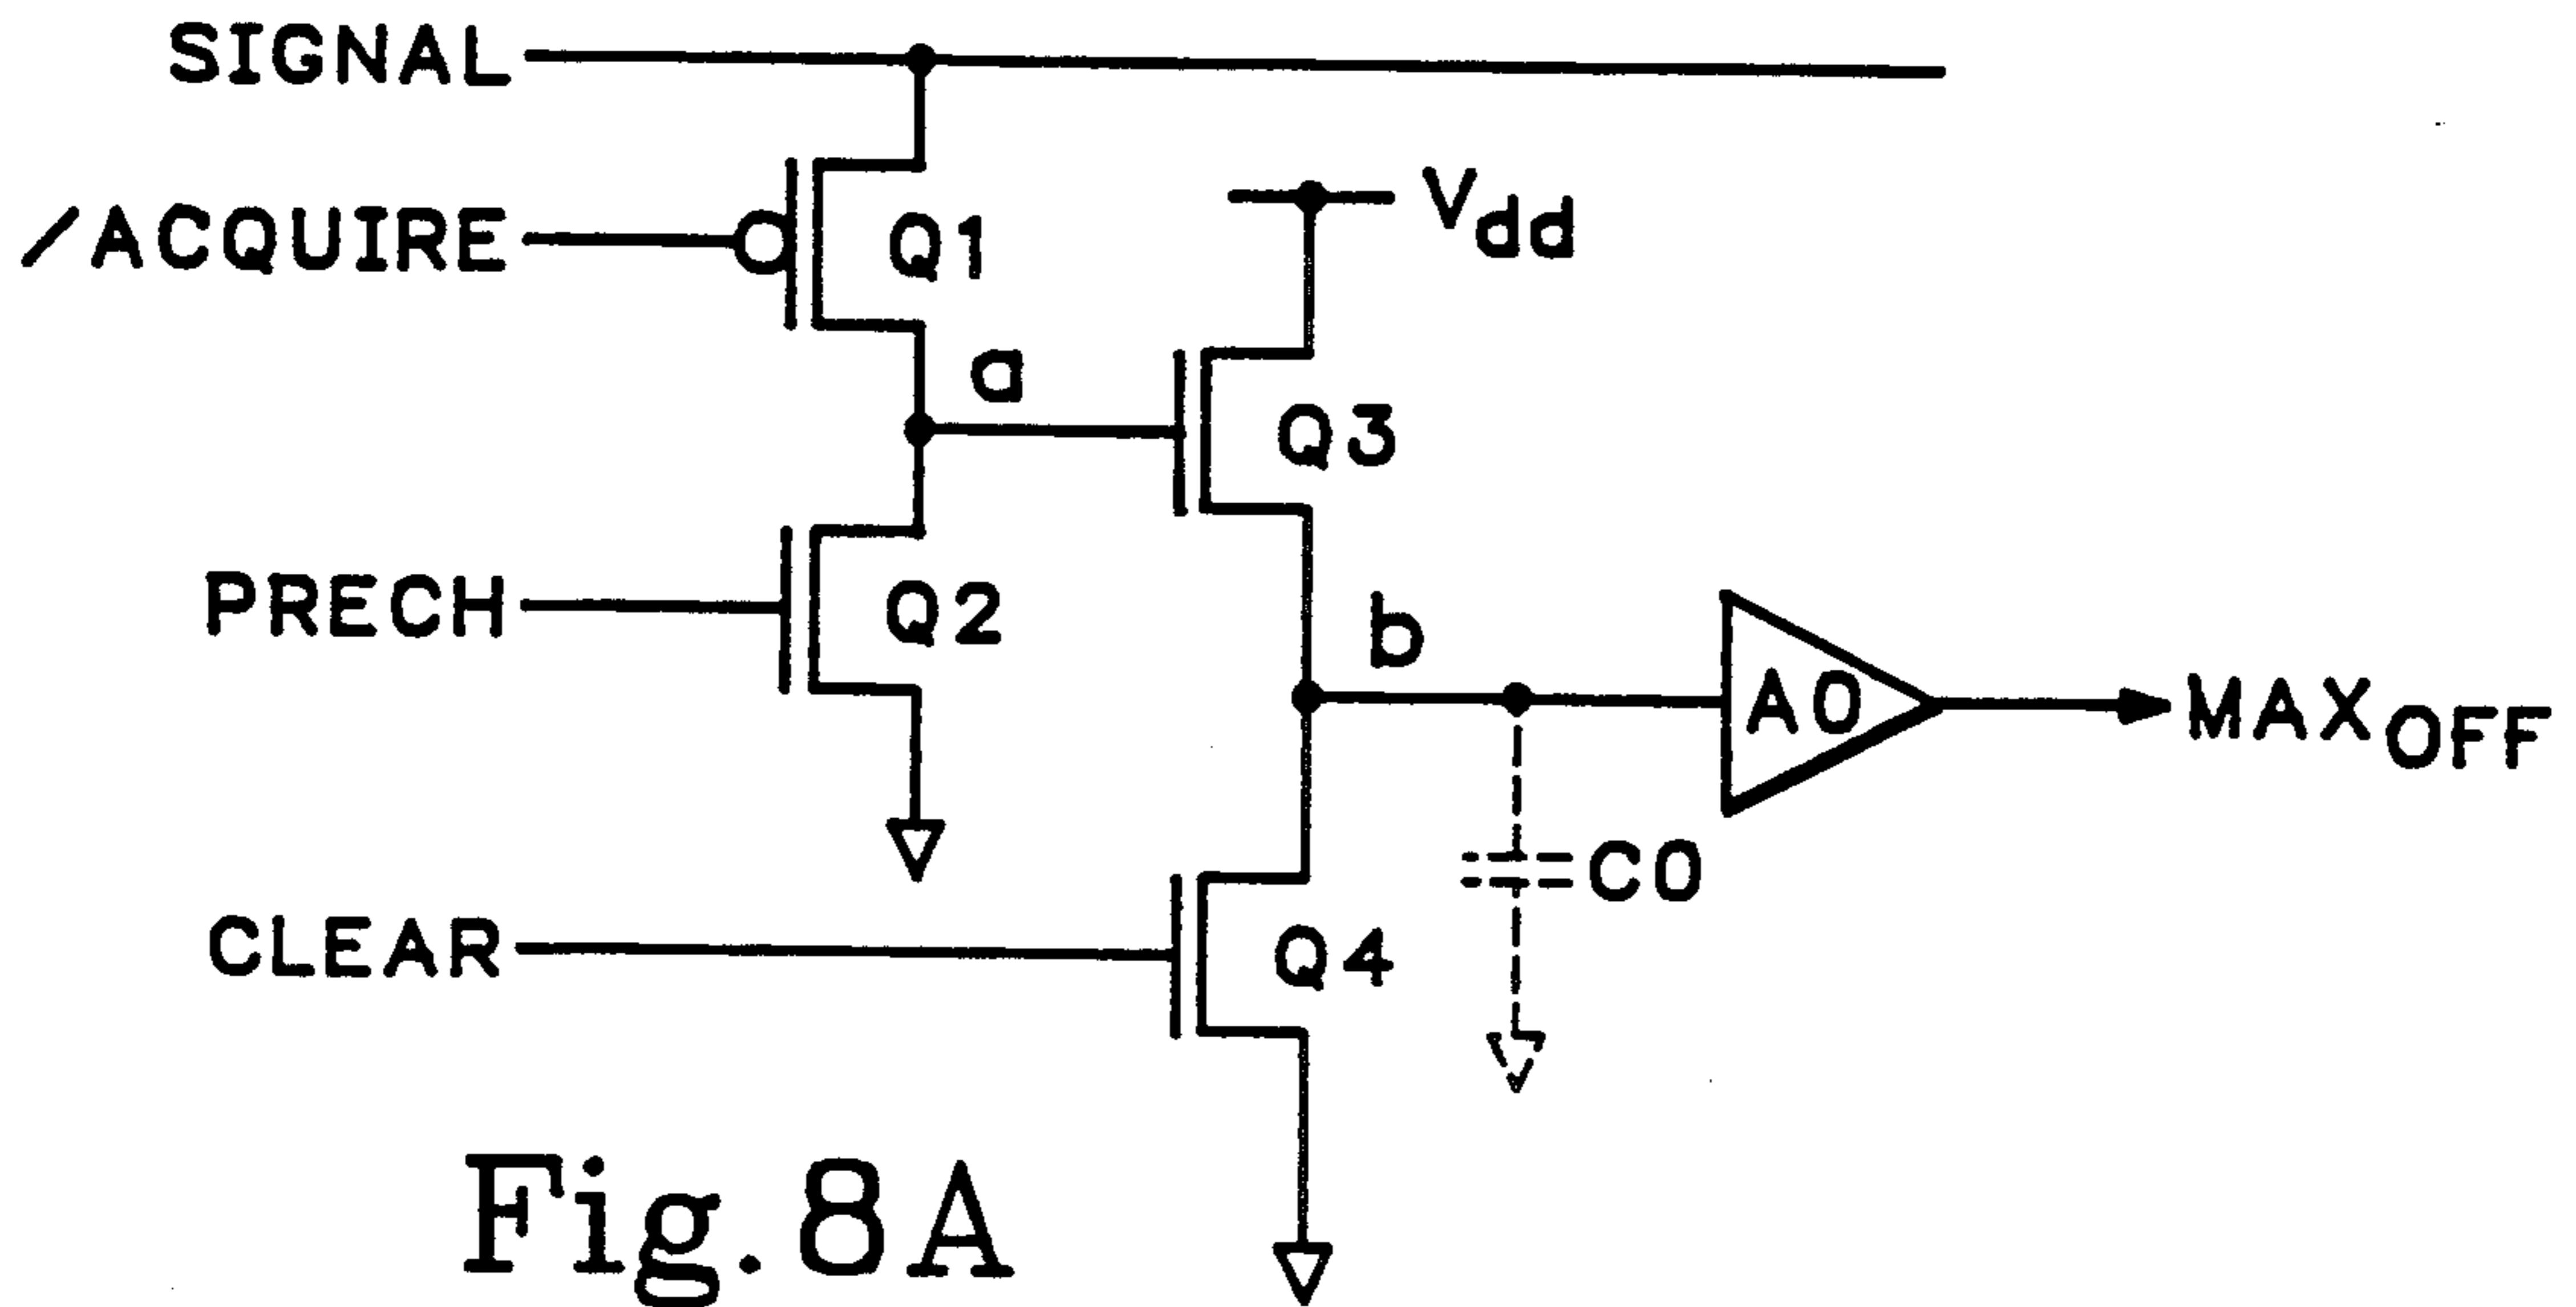 SIGNAL
/ACQUIRE
Q1
Vdd
a
Q3
PRECH
Q2
b
A0
MAXOFF
C0
CLEAR
Q4
Fig. 8A